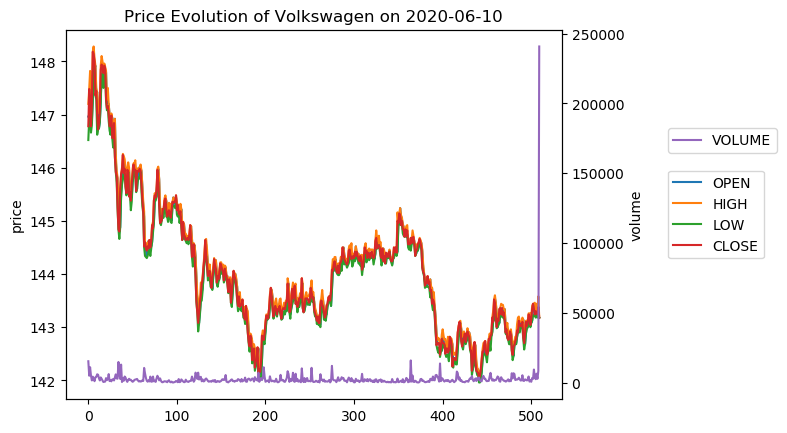 Price Evolution of Volkswagen on 2020-06-10
148
147
146
145
144
143
142
price
0
100
200
300
400
500
250000
200000
150000
100000
50000
0
volume
VOLUME
OPEN
HIGH
LOW
CLOSE